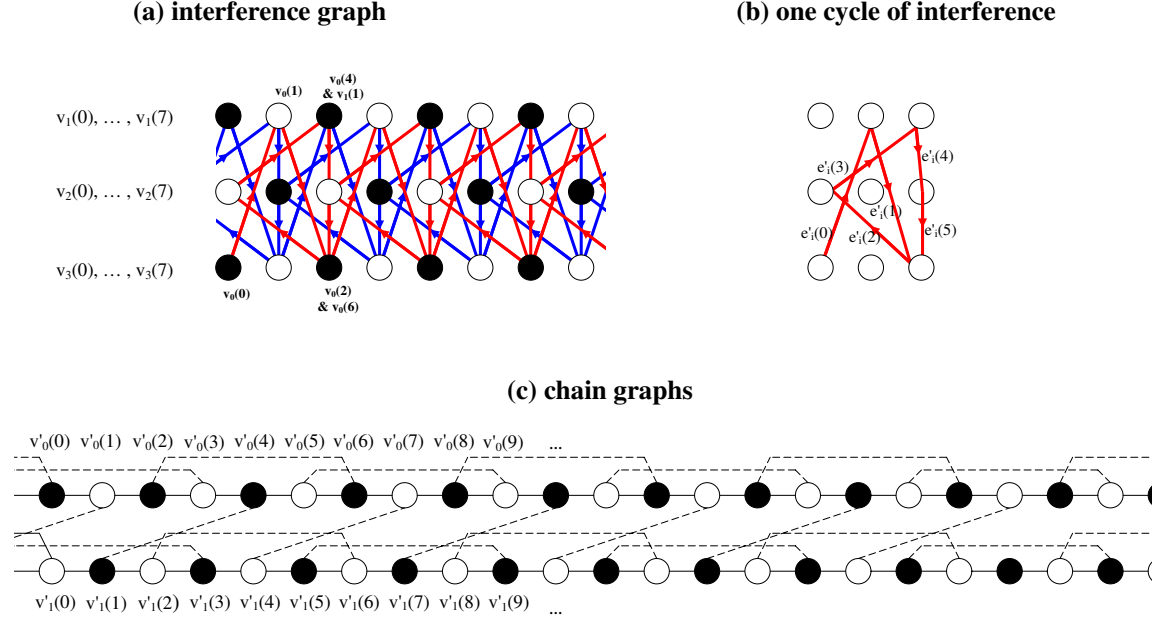 (a) interference graph
(b) one cycle of interference
v₀(4)
v₀(1)
& v₁(1)
v₁(0), … , v₁(7)
v₂(0), … , v₂(7)
v₃(0), … , v₃(7)
v₀(0)
v₀(2)
& v₀(6)
e'ᵢ(3)
e'ᵢ(4)
e'ᵢ(1)
e'ᵢ(0)
e'ᵢ(2)
e'ᵢ(5)
(c) chain graphs
v'₀(0) v'₀(1) v'₀(2) v'₀(3) v'₀(4) v'₀(5) v'₀(6) v'₀(7) v'₀(8) v'₀(9) ...
v'₁(0) v'₁(1) v'₁(2) v'₁(3) v'₁(4) v'₁(5) v'₁(6) v'₁(7) v'₁(8) v'₁(9) ...